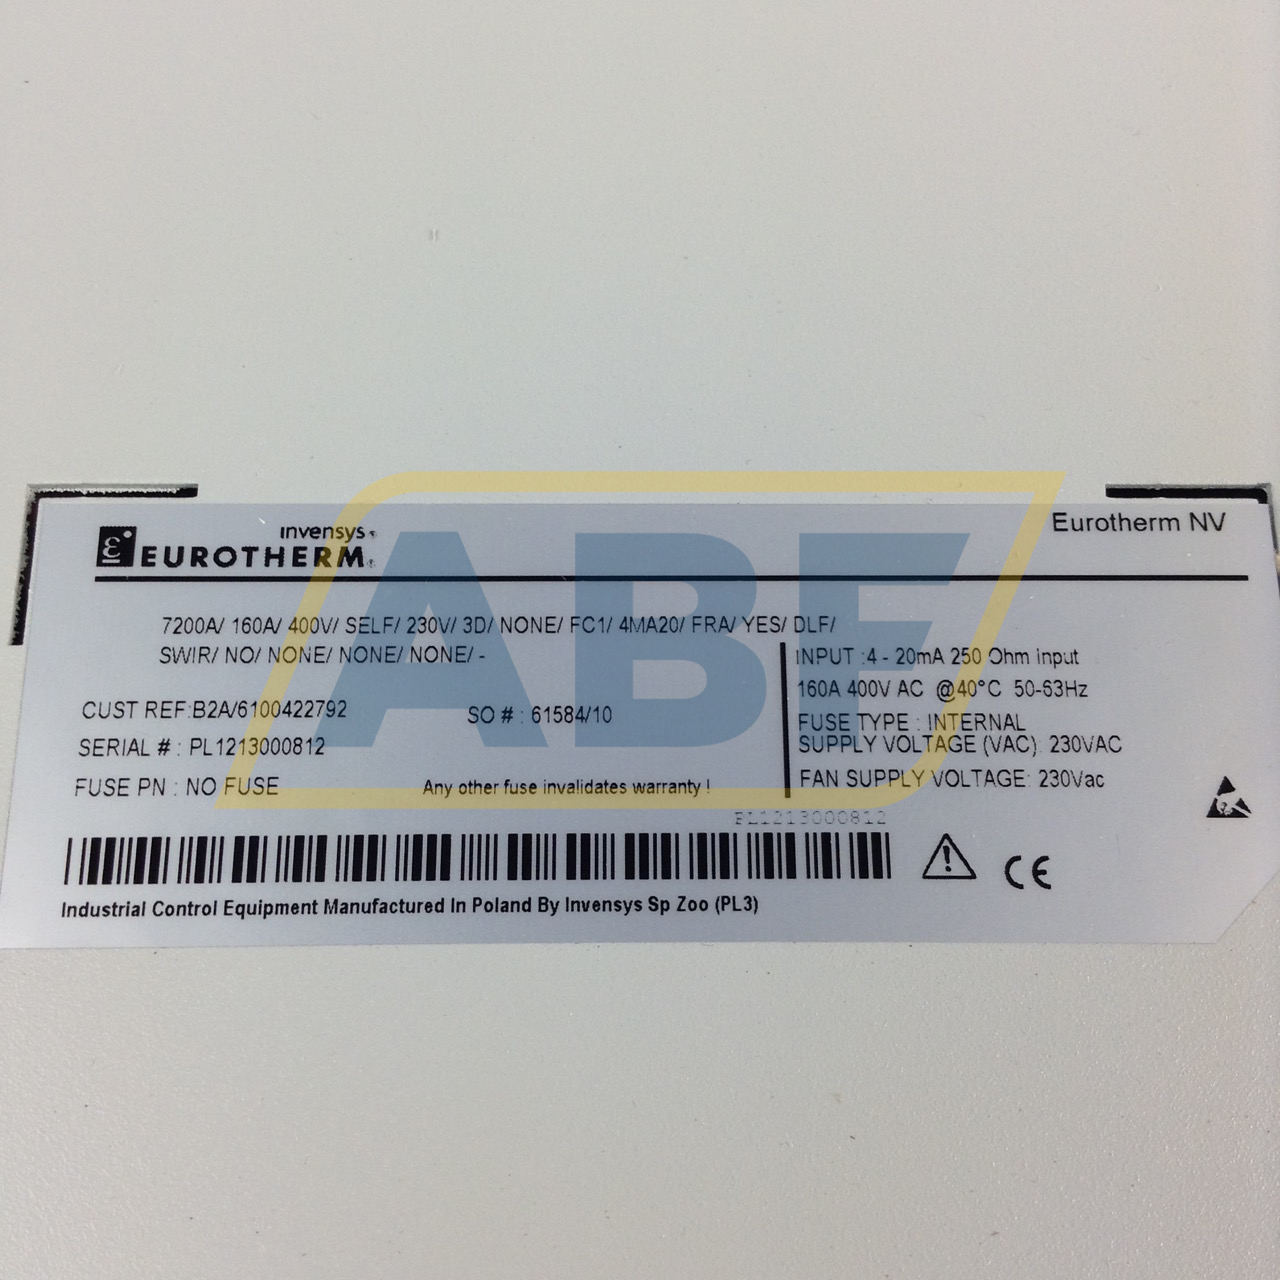 invensys
EUROTHERM
Eurotherm NV
7200A/ 160A/ 400V/ SELF/ 230V/ 3D/ NONE/ FC1/ 4MA20/ FRA/ YES/ DLF/
SWIR/ NO/ NONE/ NONE/ NONE/ -
INPUT :4 - 20mA 250 Ohm input
160A 400V AC @40°C 50-63Hz
CUST REF:B2A/6100422792
SO # : 61584/10
FUSE TYPE : INTERNAL
SERIAL # : PL1213000812
SUPPLY VOLTAGE (VAC): 230VAC
FUSE PN : NO FUSE
Any other fuse invalidates warranty !
FAN SUPPLY VOLTAGE: 230Vac
PL1213000812
CE
Industrial Control Equipment Manufactured In Poland By Invensys Sp Zoo (PL3)
ABF